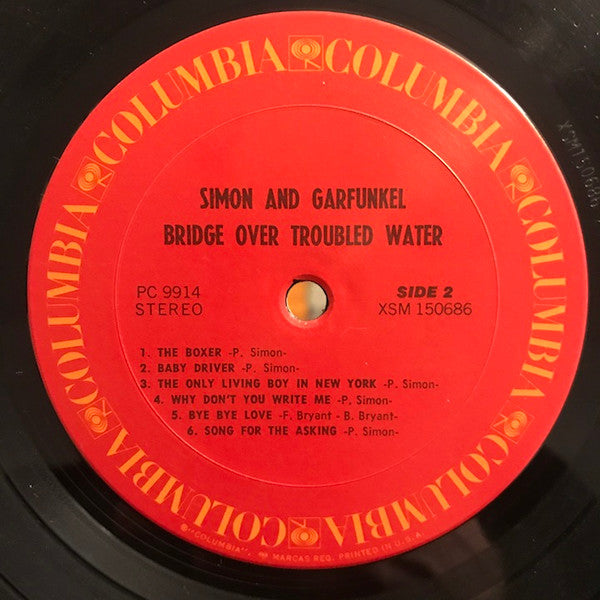 COLUMBIA COLUMBIA COLUMBIA COLUMBIA COLUMBIA COLUMBIA
SIMON AND GARFUNKEL
BRIDGE OVER TROUBLED WATER
PC 9914
STEREO
SIDE 2
XSM 150686
1. THE BOXER -P. Simon-
2. BABY DRIVER -P. Simon-
3. THE ONLY LIVING BOY IN NEW YORK -P. Simon-
4. WHY DON'T YOU WRITE ME -P. Simon-
5. BYE BYE LOVE -F. Bryant - B. Bryant-
6. SONG FOR THE ASKING -P. Simon-
"COLUMBIA", MARCAS REG. PRINTED IN U.S.A.